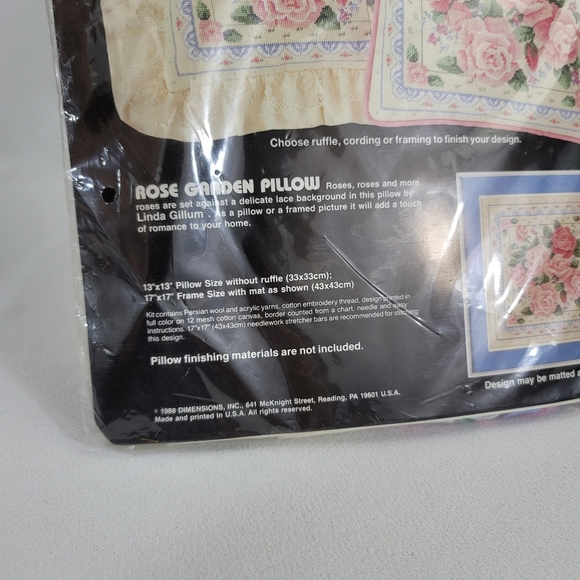 Choose ruffle, cording or framing to finish your design.
ROSE GARDEN PILLOW Roses, roses and more
roses are set against a delicate lace background in this pillow by
Linda Gillum . As a pillow or a framed picture it will add a touch
of romance to your home.
13"x13" Pillow Size without ruffle (33x33cm);
17"x17" Frame Size with mat as shown (43x43cm)
Kit contains Persian wool and acrylic yarns, cotton embroidery thread, design printed in
full color on 12 mesh cotton canvas, border counted from a chart, needle and easy
instructions. 17"x17" (43x43cm) needlework stretcher bars are recommended for stitching
this design.
Pillow finishing materials are not included.
Design may be matted a
© 1988 DIMENSIONS, INC., 641 McKnight Street, Reading, PA 19601 U.S.A.
Made and printed in U.S.A. All rights reserved.